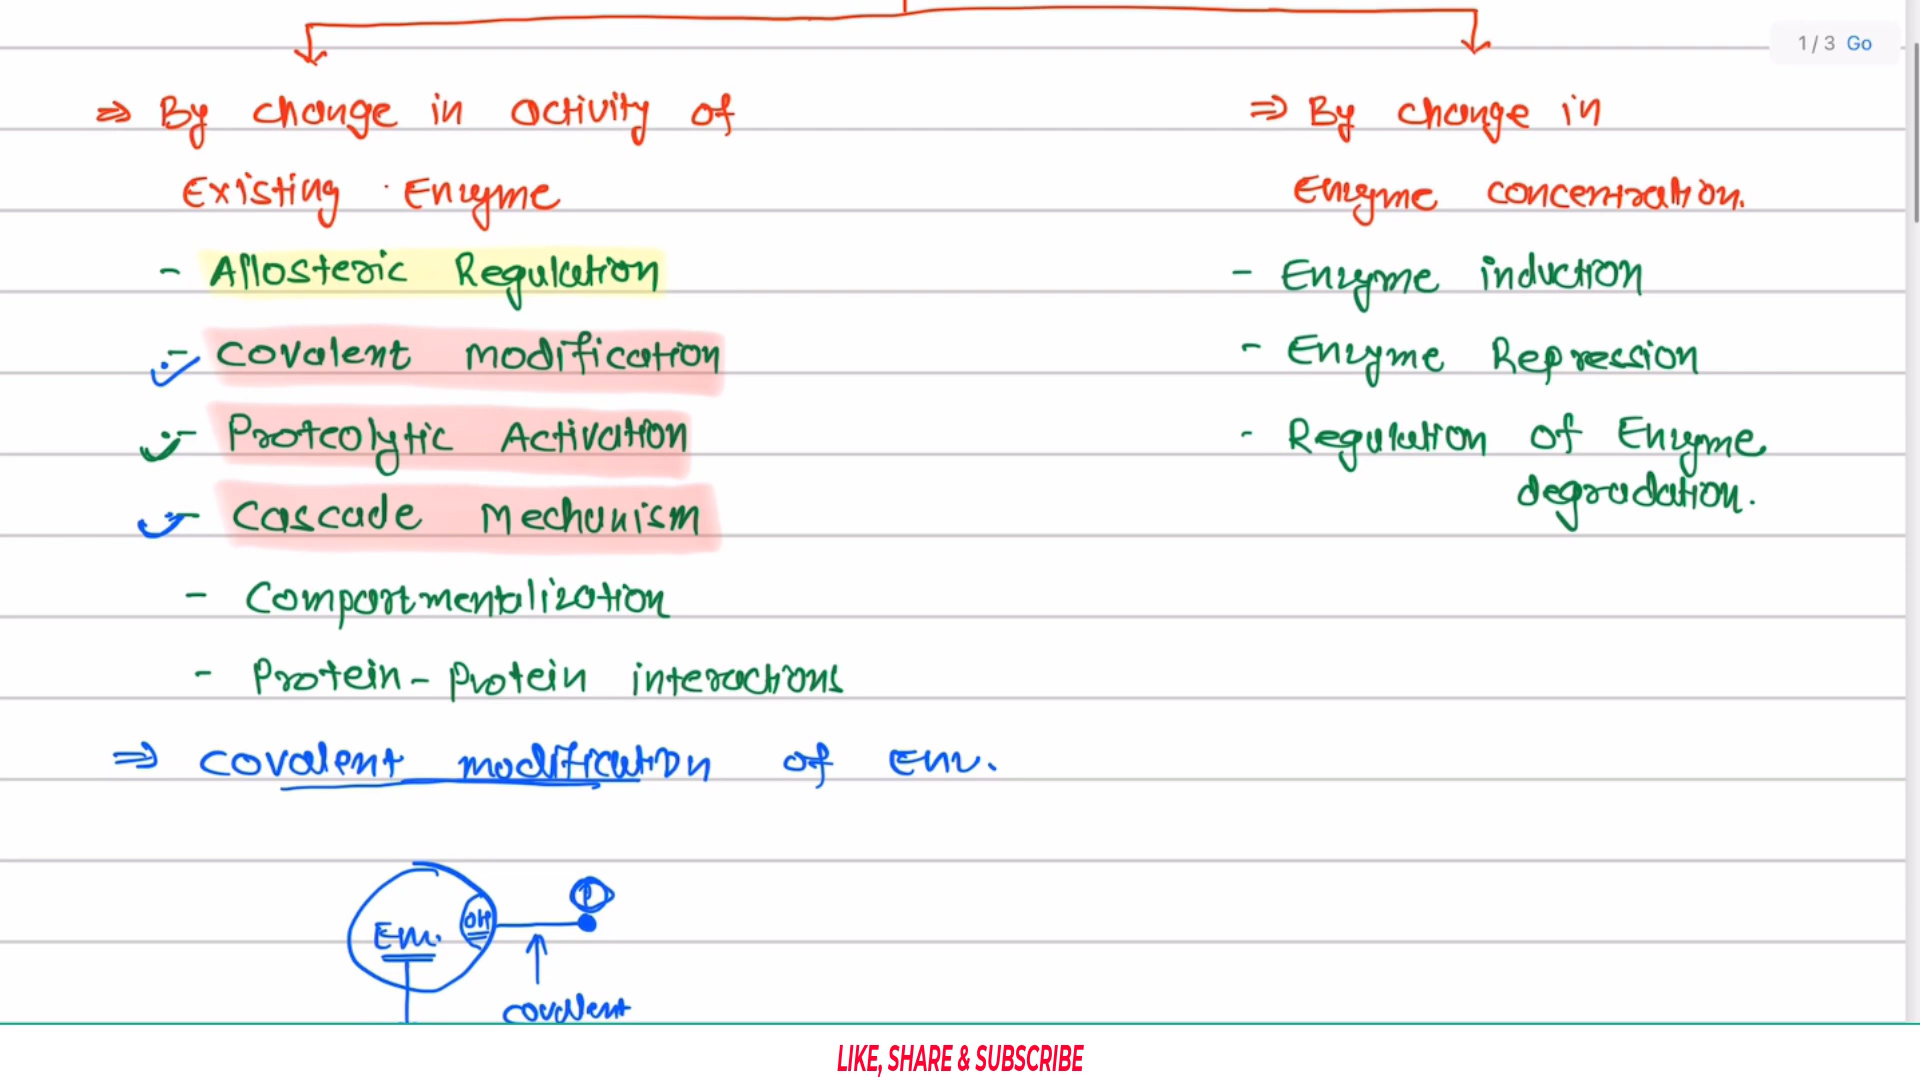 1 / 3 Go
⇒ By change in activity of
Existing Enzyme
- Allosteric Regulation
- Covalent modification
- Proteolytic Activation
- Cascade Mechanism
- Compartmentalization
- Protein - Protein interactions
⇒ By change in
Enzyme concentration.
- Enzyme induction
- Enzyme Repression
- Regulation of Enzyme
degradation.
⇒ covalent modification of Enz.
Enz.
OH
P
covalent
LIKE, SHARE & SUBSCRIBE